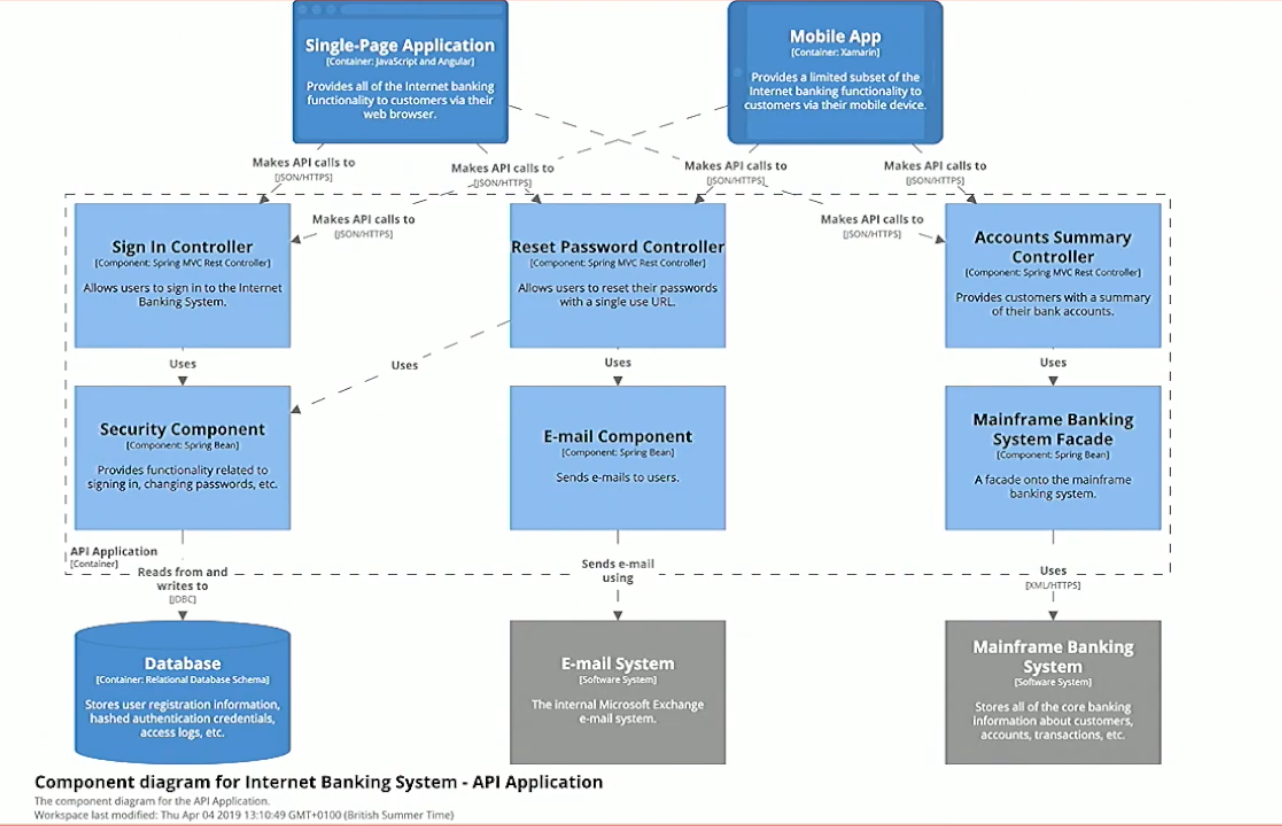 Single-Page Application
[Container: JavaScript and Angular]
Provides all of the Internet banking
functionality to customers via their
web browser.
Mobile App
[Container: Xamarin]
Provides a limited subset of the
Internet banking functionality to
customers via their mobile device.
Makes API calls to
[JSON/HTTPS]
Makes API calls to
[JSON/HTTPS]
Makes API calls to
[JSON/HTTPS]
Makes API calls to
[JSON/HTTPS]
Makes API calls to
[JSON/HTTPS]
Makes API calls to
[JSON/HTTPS]
Sign In Controller
[Component: Spring MVC Rest Controller]
Allows users to sign in to the Internet
Banking System.
Reset Password Controller
[Component: Spring MVC Rest Controller]
Allows users to reset their passwords
with a single use URL.
Accounts Summary
Controller
[Component: Spring MVC Rest Controller]
Provides customers with a summary
of their bank accounts.
Uses
Uses
Uses
Uses
Security Component
[Component: Spring Bean]
Provides functionality related to
signing in, changing passwords, etc.
E-mail Component
[Component: Spring Bean]
Sends e-mails to users.
Mainframe Banking
System Facade
[Component: Spring Bean]
A facade onto the mainframe
banking system.
API Application
[Container]
Reads from and
writes to
[JDBC]
Sends e-mail
using
Uses
[XML/HTTPS]
Database
[Container: Relational Database Schema]
Stores user registration information,
hashed authentication credentials,
access logs, etc.
E-mail System
[Software System]
The internal Microsoft Exchange
e-mail system.
Mainframe Banking
System
[Software System]
Stores all of the core banking
information about customers,
accounts, transactions, etc.
Component diagram for Internet Banking System - API Application
The component diagram for the API Application.
Workspace last modified: Thu Apr 04 2019 13:10:49 GMT+0100 (British Summer Time)